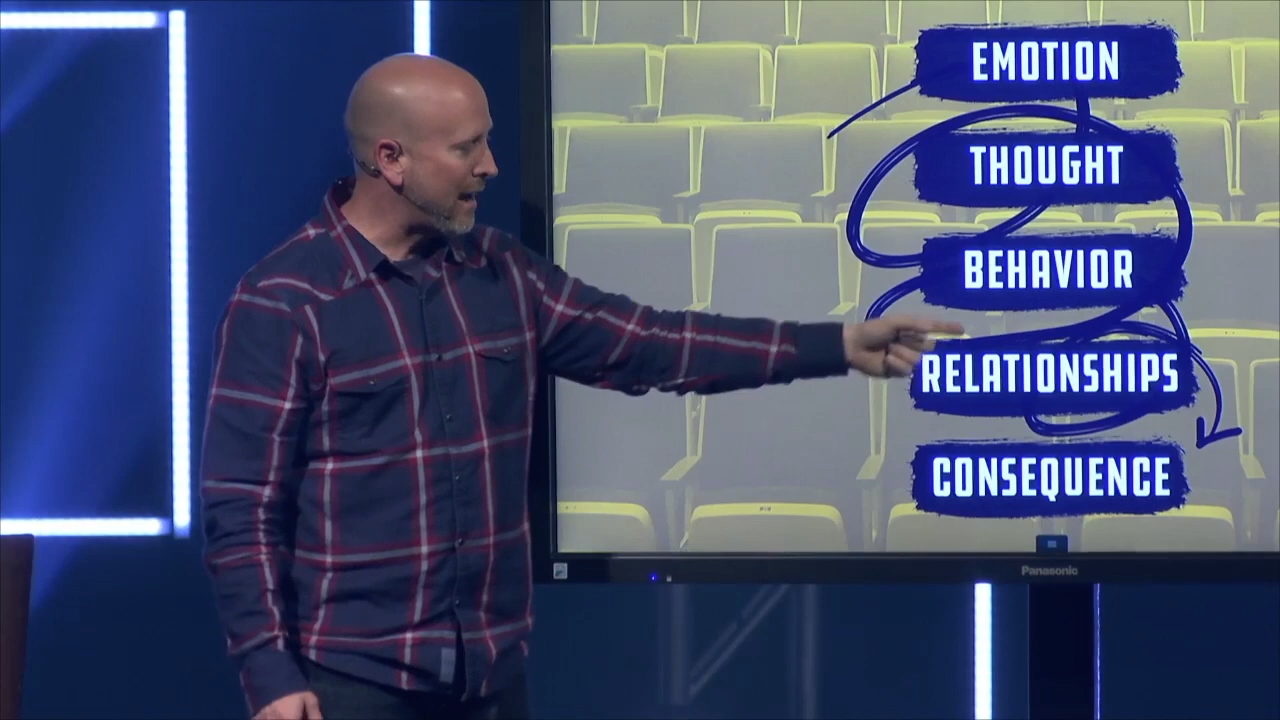 EMOTION
THOUGHT
BEHAVIOR
RELATIONSHIPS
CONSEQUENCE
Panasonic